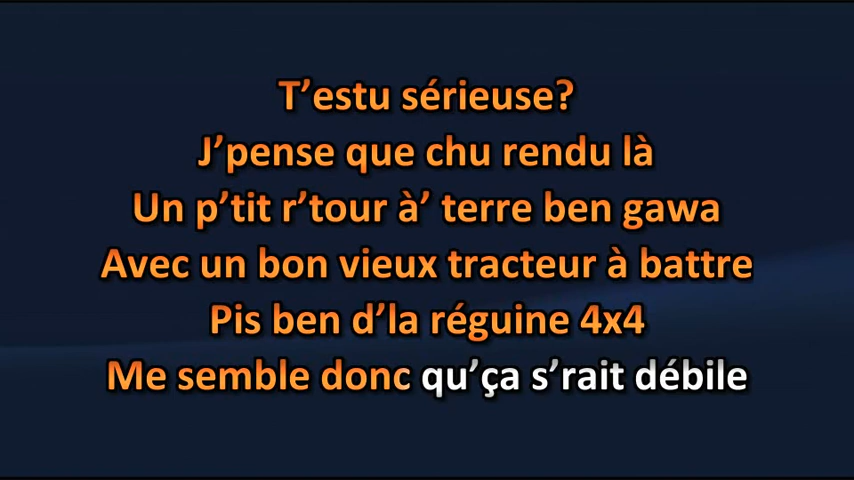 T’estu sérieuse?
J’pense que chu rendu là
Un p’tit r’tour à’ terre ben gawa
Avec un bon vieux tracteur à battre
Pis ben d’la réguine 4x4
Me semble donc qu’ça s’rait débile